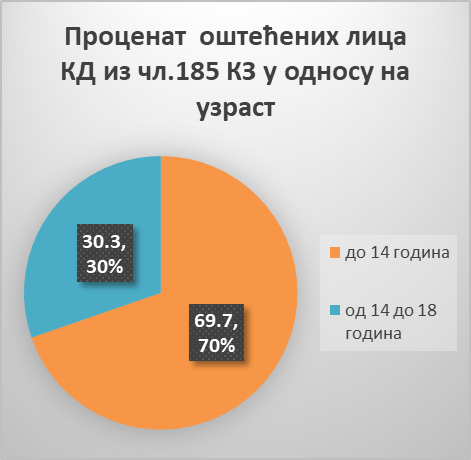 Проценат оштећених лица
КД из чл.185 КЗ у односу на
узраст
30.3,
30%
69.7,
70%
до 14 година
од 14 до 18
година